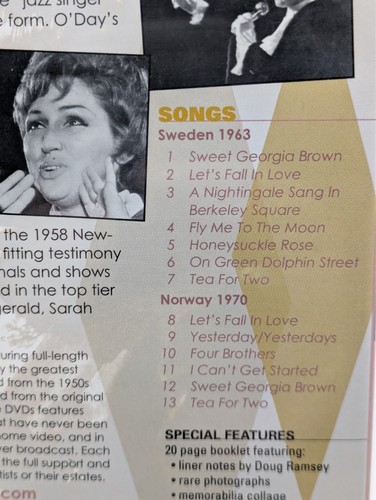 jazz singer
form. O'Day's
SONGS
Sweden 1963
1 Sweet Georgia Brown
2 Let's Fall In Love
3 A Nightingale Sang In
Berkeley Square
4 Fly Me To The Moon
5 Honeysuckle Rose
6 On Green Dolphin Street
7 Tea For Two
Norway 1970
8 Let's Fall In Love
9 Yesterday/Yesterdays
10 Four Brothers
11 I Can't Get Started
12 Sweet Georgia Brown
13 Tea For Two
SPECIAL FEATURES
20 page booklet featuring:
• liner notes by Doug Ramsey
• rare photographs
• memorabilia collage
the 1958 New-
fitting testimony
nals and shows
d in the top tier
gerald, Sarah
uring full-length
y the greatest
d from the 1950s
d from the original
DVDs features
at have never been
ome video, and in
ver broadcast. Each
the full support and
tists or their estates.
.com